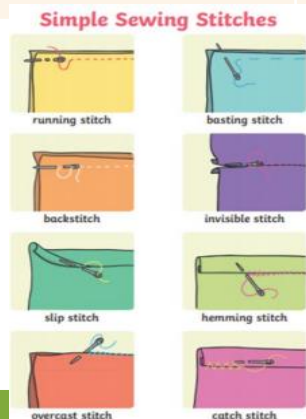 Simple Sewing Stitches
running stitch
basting stitch
backstitch
invisible stitch
slip stitch
hemming stitch
overcast stitch
catch stitch